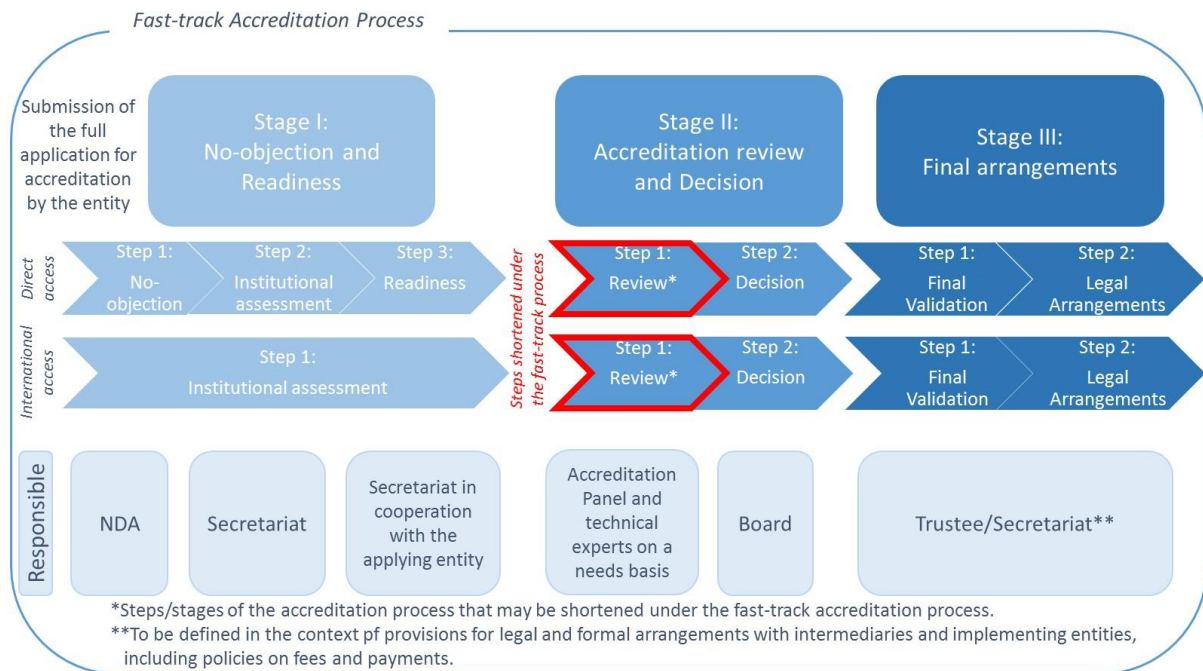 Fast-track Accreditation Process
Submission of
the full
application for
accreditation
by the entity
Stage I:
No-objection and
Readiness
Stage II:
Accreditation review
and Decision
Stage III:
Final arrangements
Direct
access
Step 1:
No-
objection
Step 2:
Institutional
assessment
Step 3:
Readiness
Steps shortened under
the fast-track process
Step 1:
Review*
Step 2:
Decision
Step 1:
Final
Validation
Step 2:
Legal
Arrangements
International
access
Step 1:
Institutional assessment
Step 1:
Review*
Step 2:
Decision
Step 1:
Final
Validation
Step 2:
Legal
Arrangements
Responsible
NDA
Secretariat
Secretariat in
cooperation
with the
applying entity
Accreditation
Panel and
technical
experts on a
needs basis
Board
Trustee/Secretariat**
*Steps/stages of the accreditation process that may be shortened under the fast-track accreditation process.
**To be defined in the context pf provisions for legal and formal arrangements with intermediaries and implementing entities,
including policies on fees and payments.